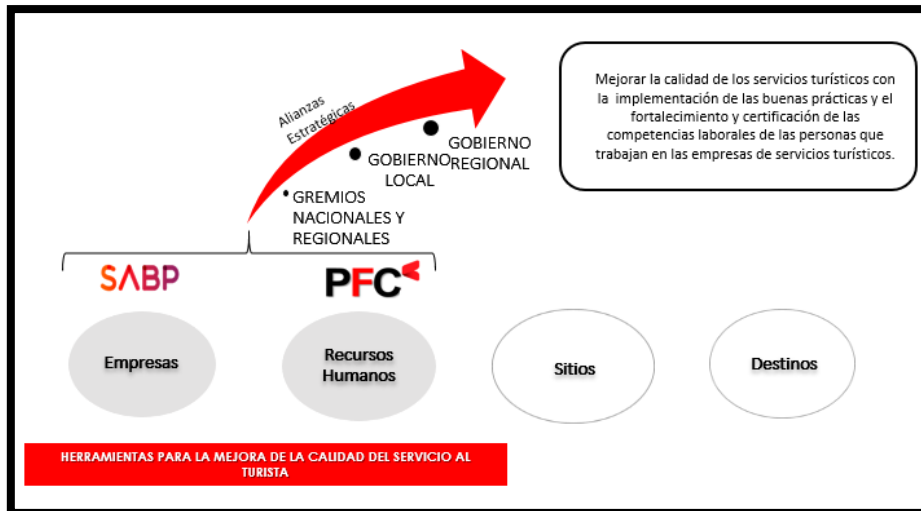 Mejorar la calidad de los servicios turísticos con
la implementación de las buenas prácticas y el
fortalecimiento y certificación de las
competencias laborales de las personas que
trabajan en las empresas de servicios turísticos.
Alianzas
Estratégicas
GOBIERNO
REGIONAL
GOBIERNO
LOCAL
GREMIOS
NACIONALES Y
REGIONALES
SABP
PFC
Empresas
Recursos
Humanos
Sitios
Destinos
HERRAMIENTAS PARA LA MEJORA DE LA CALIDAD DEL SERVICIO AL
TURISTA